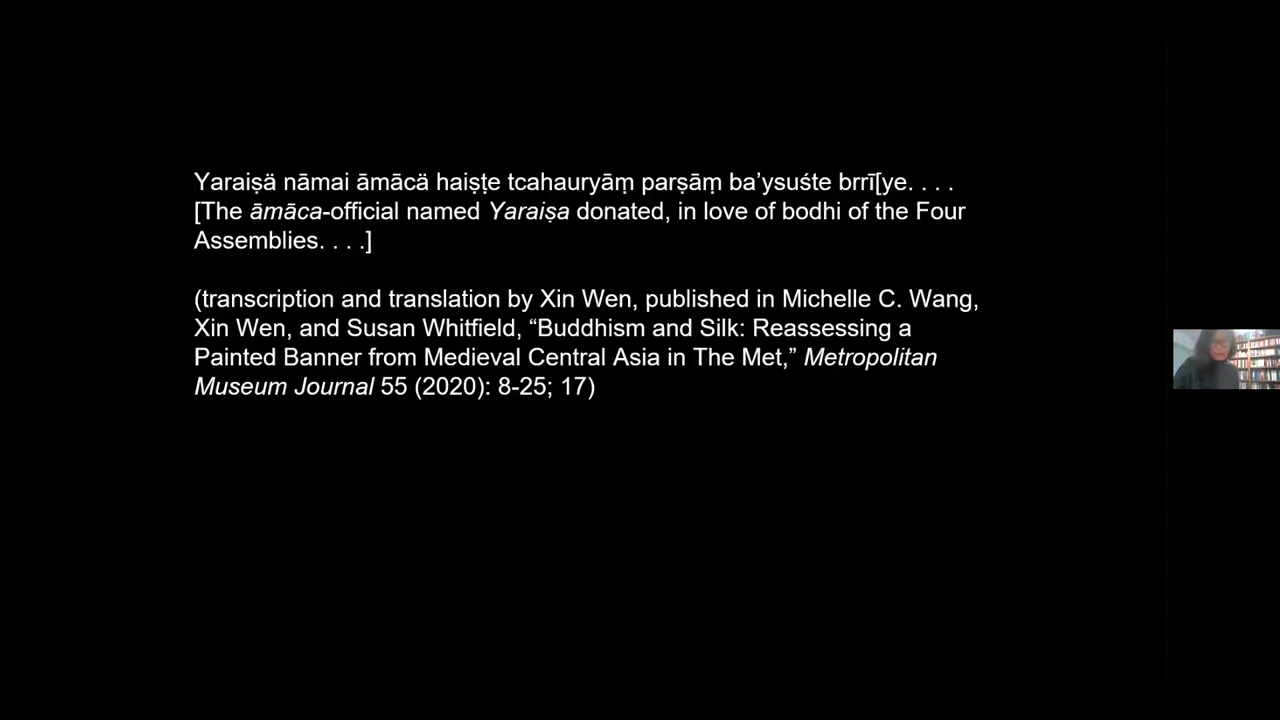 Yaraiṣä nāmai āmācä haiṣṭe tcahauryāṃ parṣāṃ ba’ysuśte brrī[ye. . . .
[The āmāca-official named Yaraiṣa donated, in love of bodhi of the Four
Assemblies. . . .]
(transcription and translation by Xin Wen, published in Michelle C. Wang,
Xin Wen, and Susan Whitfield, “Buddhism and Silk: Reassessing a
Painted Banner from Medieval Central Asia in The Met,” Metropolitan
Museum Journal 55 (2020): 8-25; 17)